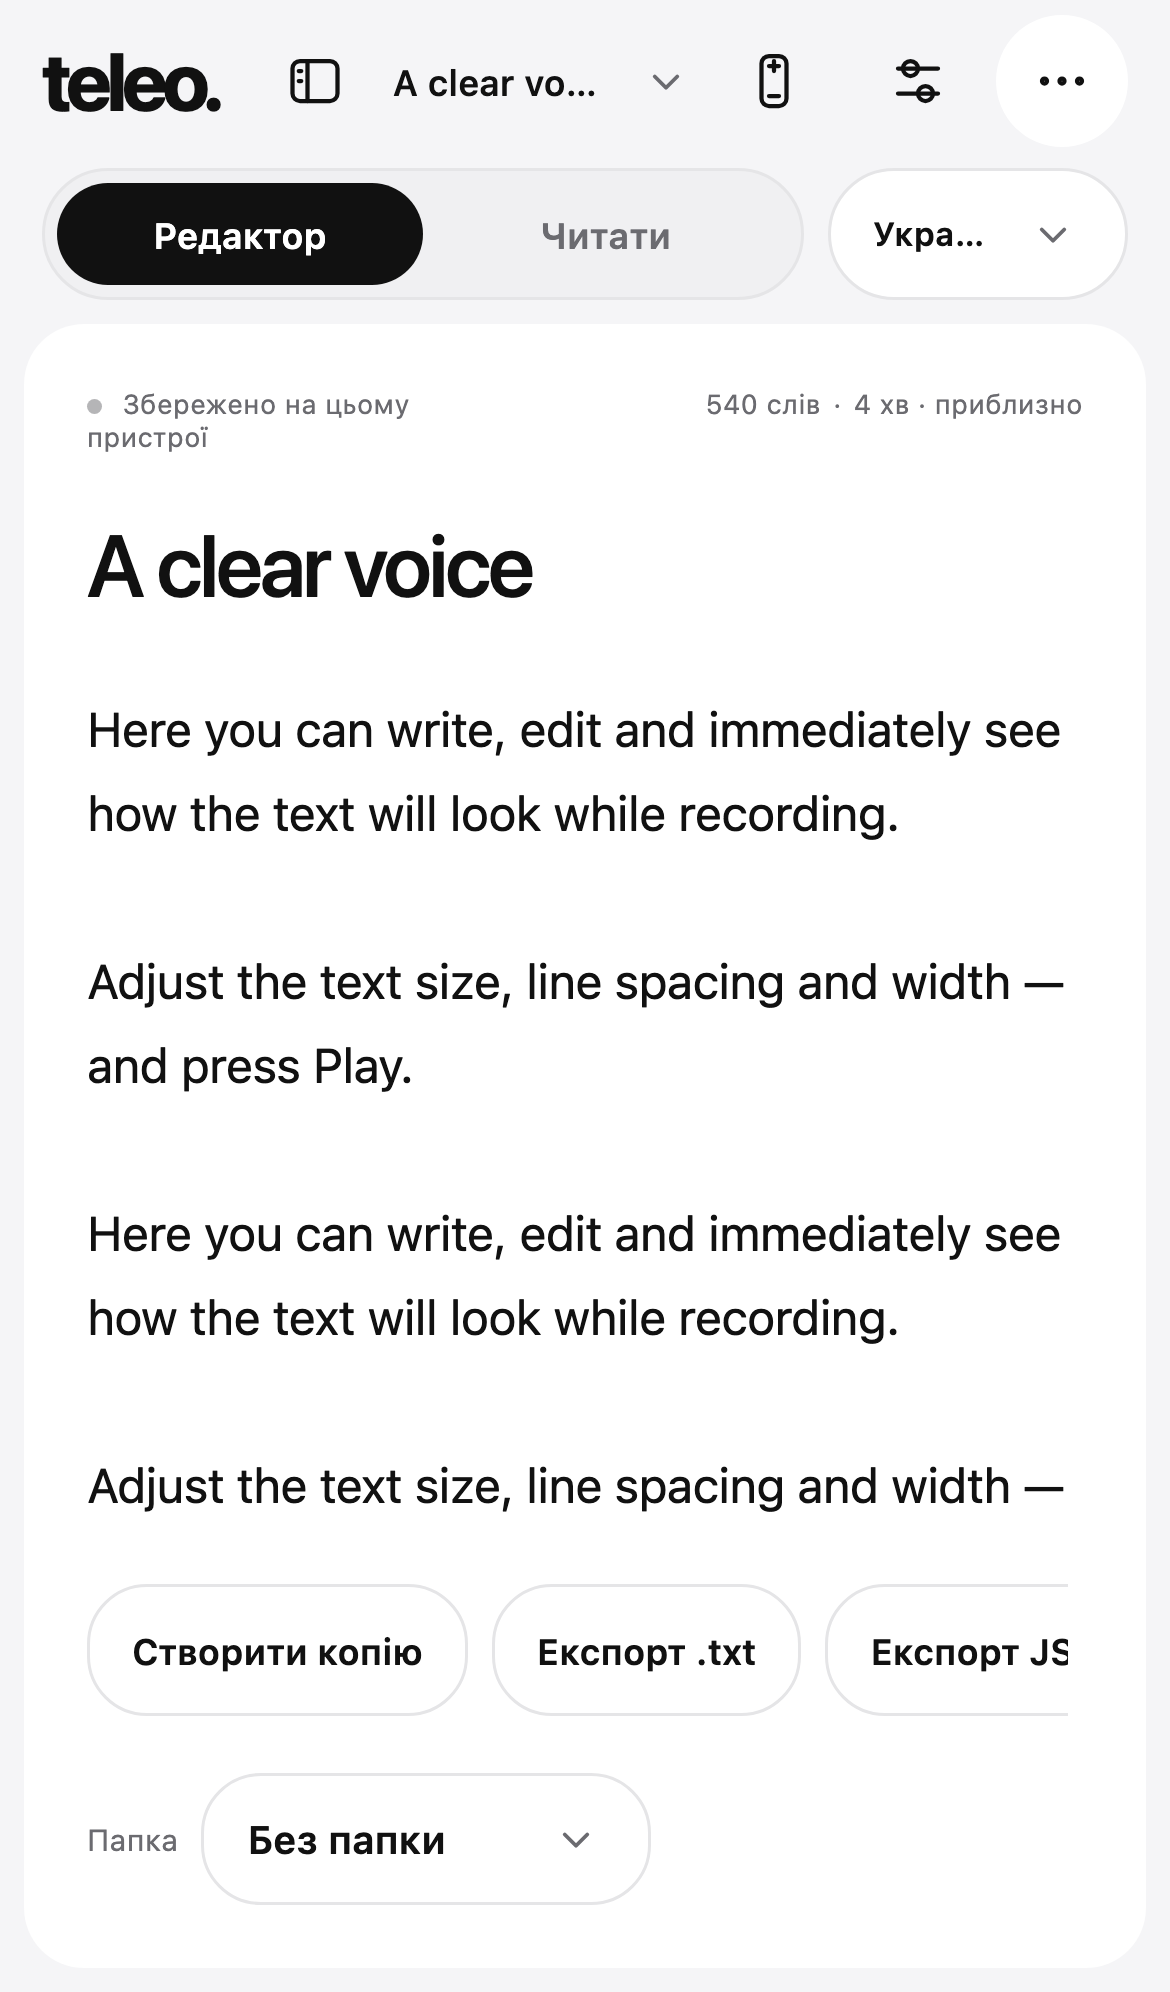 teleo.
A clear vo...
Редактор
Читати
Укра...
Збережено на цьому
пристрої
540 слів · 4 хв · приблизно
A clear voice
Here you can write, edit and immediately see
how the text will look while recording.
Adjust the text size, line spacing and width —
and press Play.
Here you can write, edit and immediately see
how the text will look while recording.
Adjust the text size, line spacing and width —
Створити копію
Експорт .txt
Експорт JS
Папка
Без папки